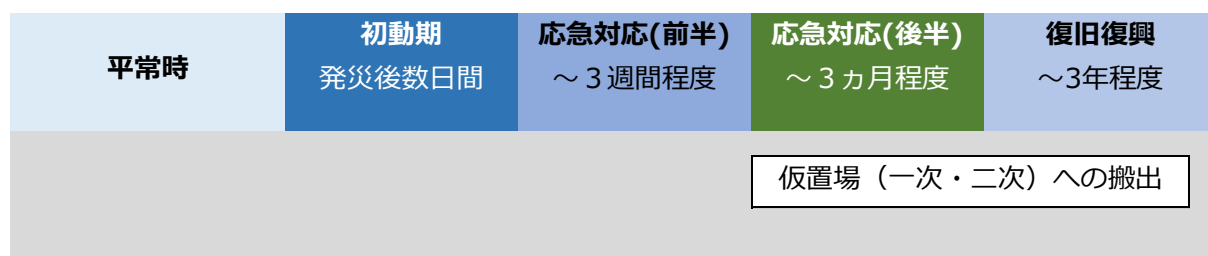 平常時
初動期
発災後数日間
応急対応(前半)
～３週間程度
応急対応(後半)
～３ヵ月程度
復旧復興
～3年程度
仮置場（一次・二次）への搬出